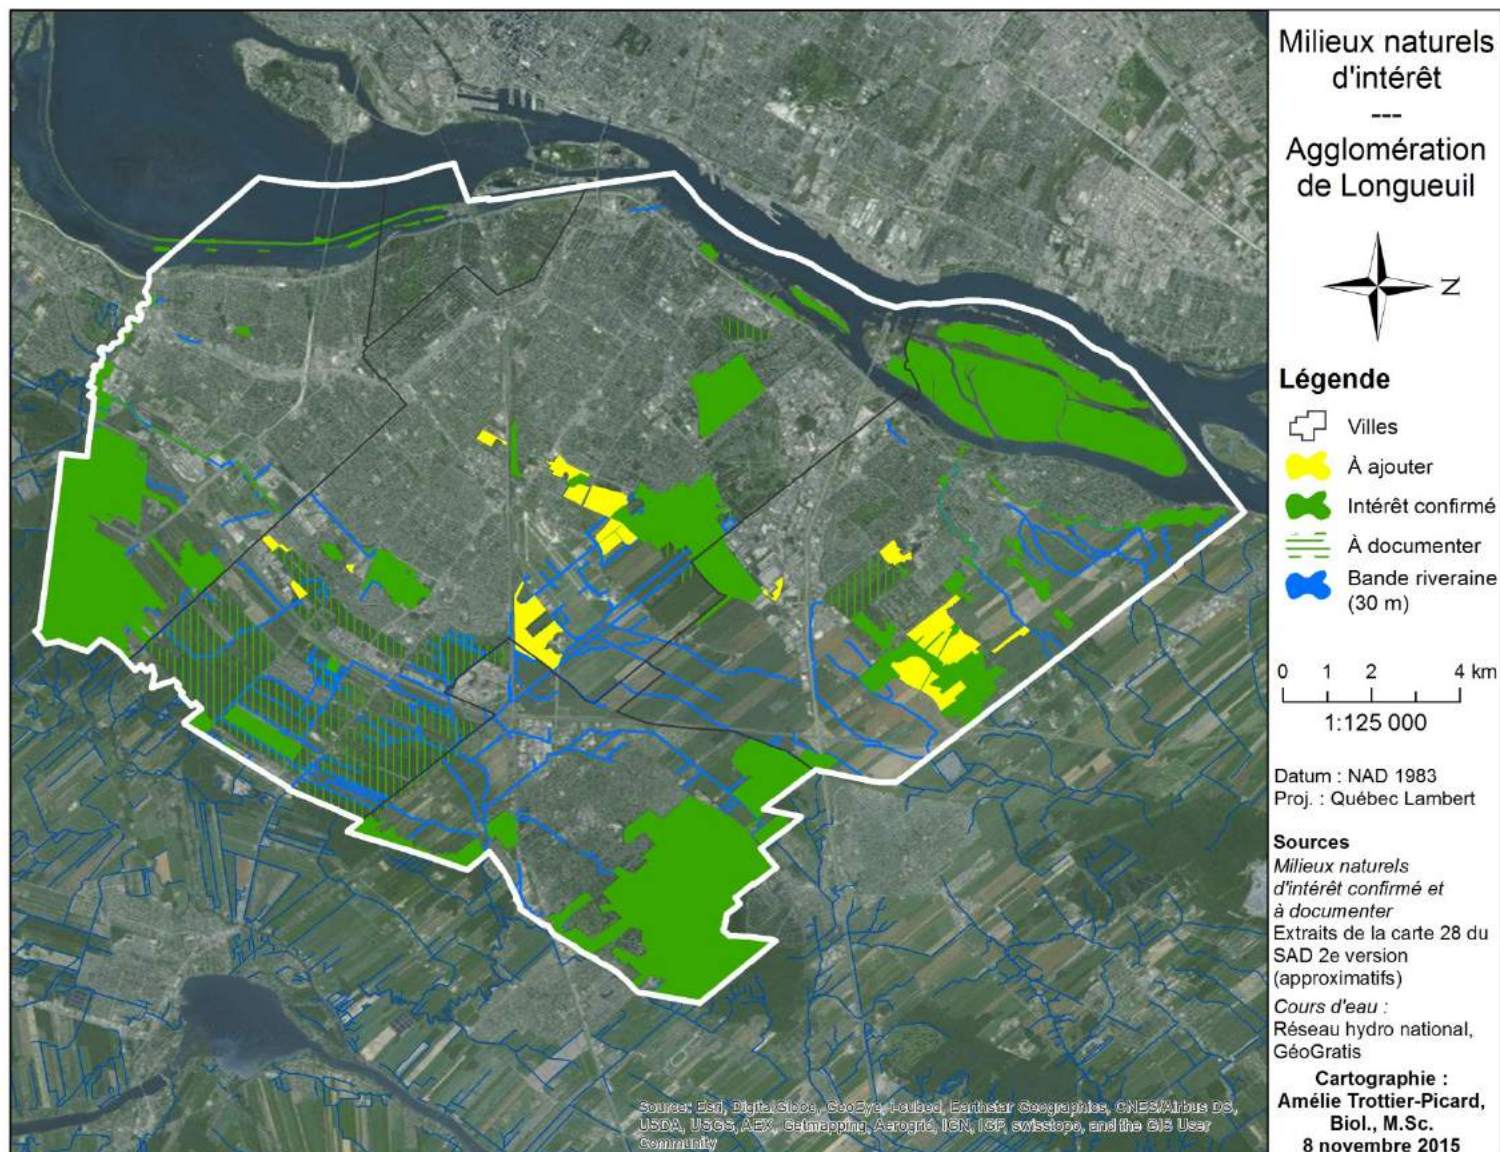 Milieux naturels
d'intérêt
---
Agglomération
de Longueuil
N
Légende
Villes
À ajouter
Intérêt confirmé
À documenter
Bande riveraine
(30 m)
0 1 2 4 km
1:125 000
Datum : NAD 1983
Proj. : Québec Lambert
Sources
Milieux naturels
d'intérêt confirmé et
à documenter
Extraits de la carte 28 du
SAD 2e version
(approximatifs)
Cours d'eau :
Réseau hydro national,
GéoGratis
Cartographie :
Amélie Trottier-Picard,
Biol., M.Sc.
8 novembre 2015
Source: Esri, DigitalGlobe, GeoEye, i-cubed, Earthstar Geographics, CNES/Airbus DS,
USDA, USGS, AEX, Getmapping, Aerogrid, IGN, IGP, swisstopo, and the GIS User
Community